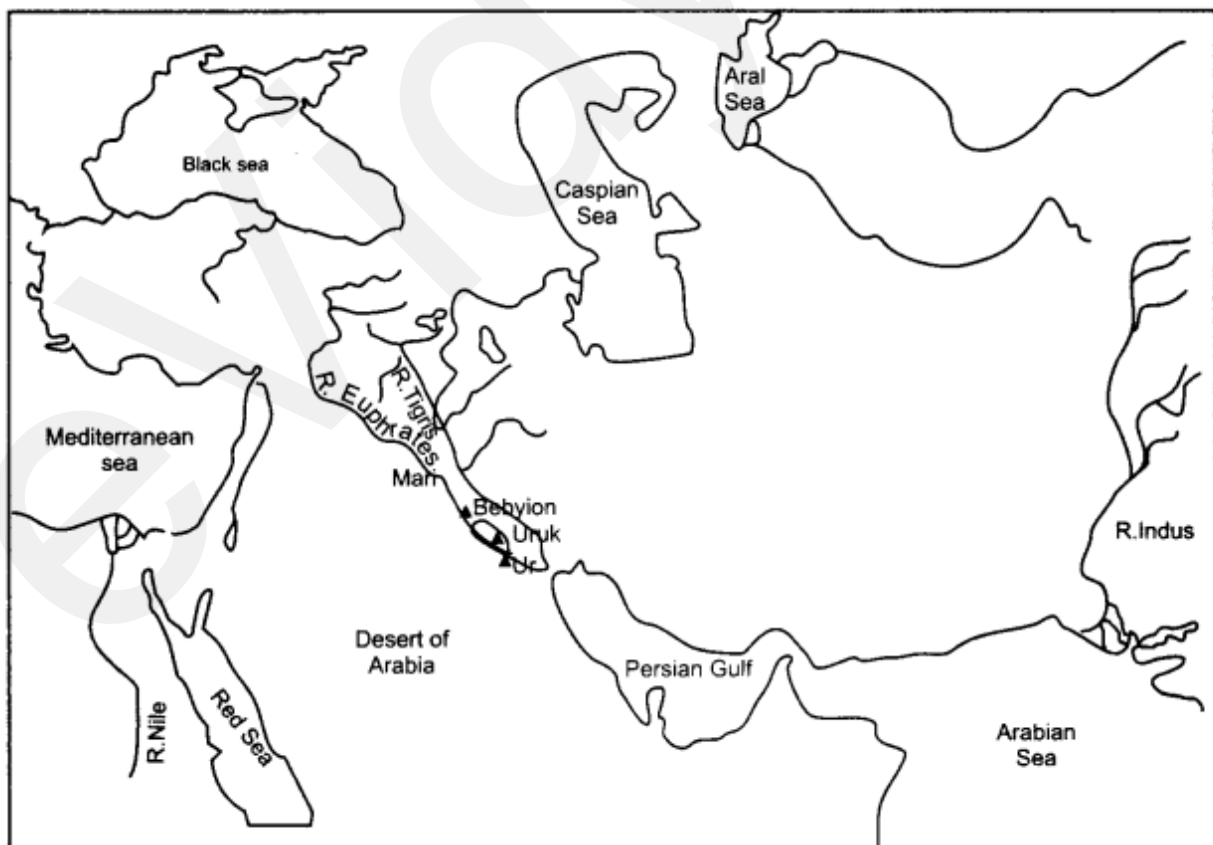 Aral
Sea
Black sea
Caspian
Sea
R. Euphrates.
R.Tigris
Mediterranean
sea
Mari
Bebyion
Uruk
Ur
R.Indus
Desert of
Arabia
Persian Gulf
R.Nile
Red Sea
Arabian
Sea